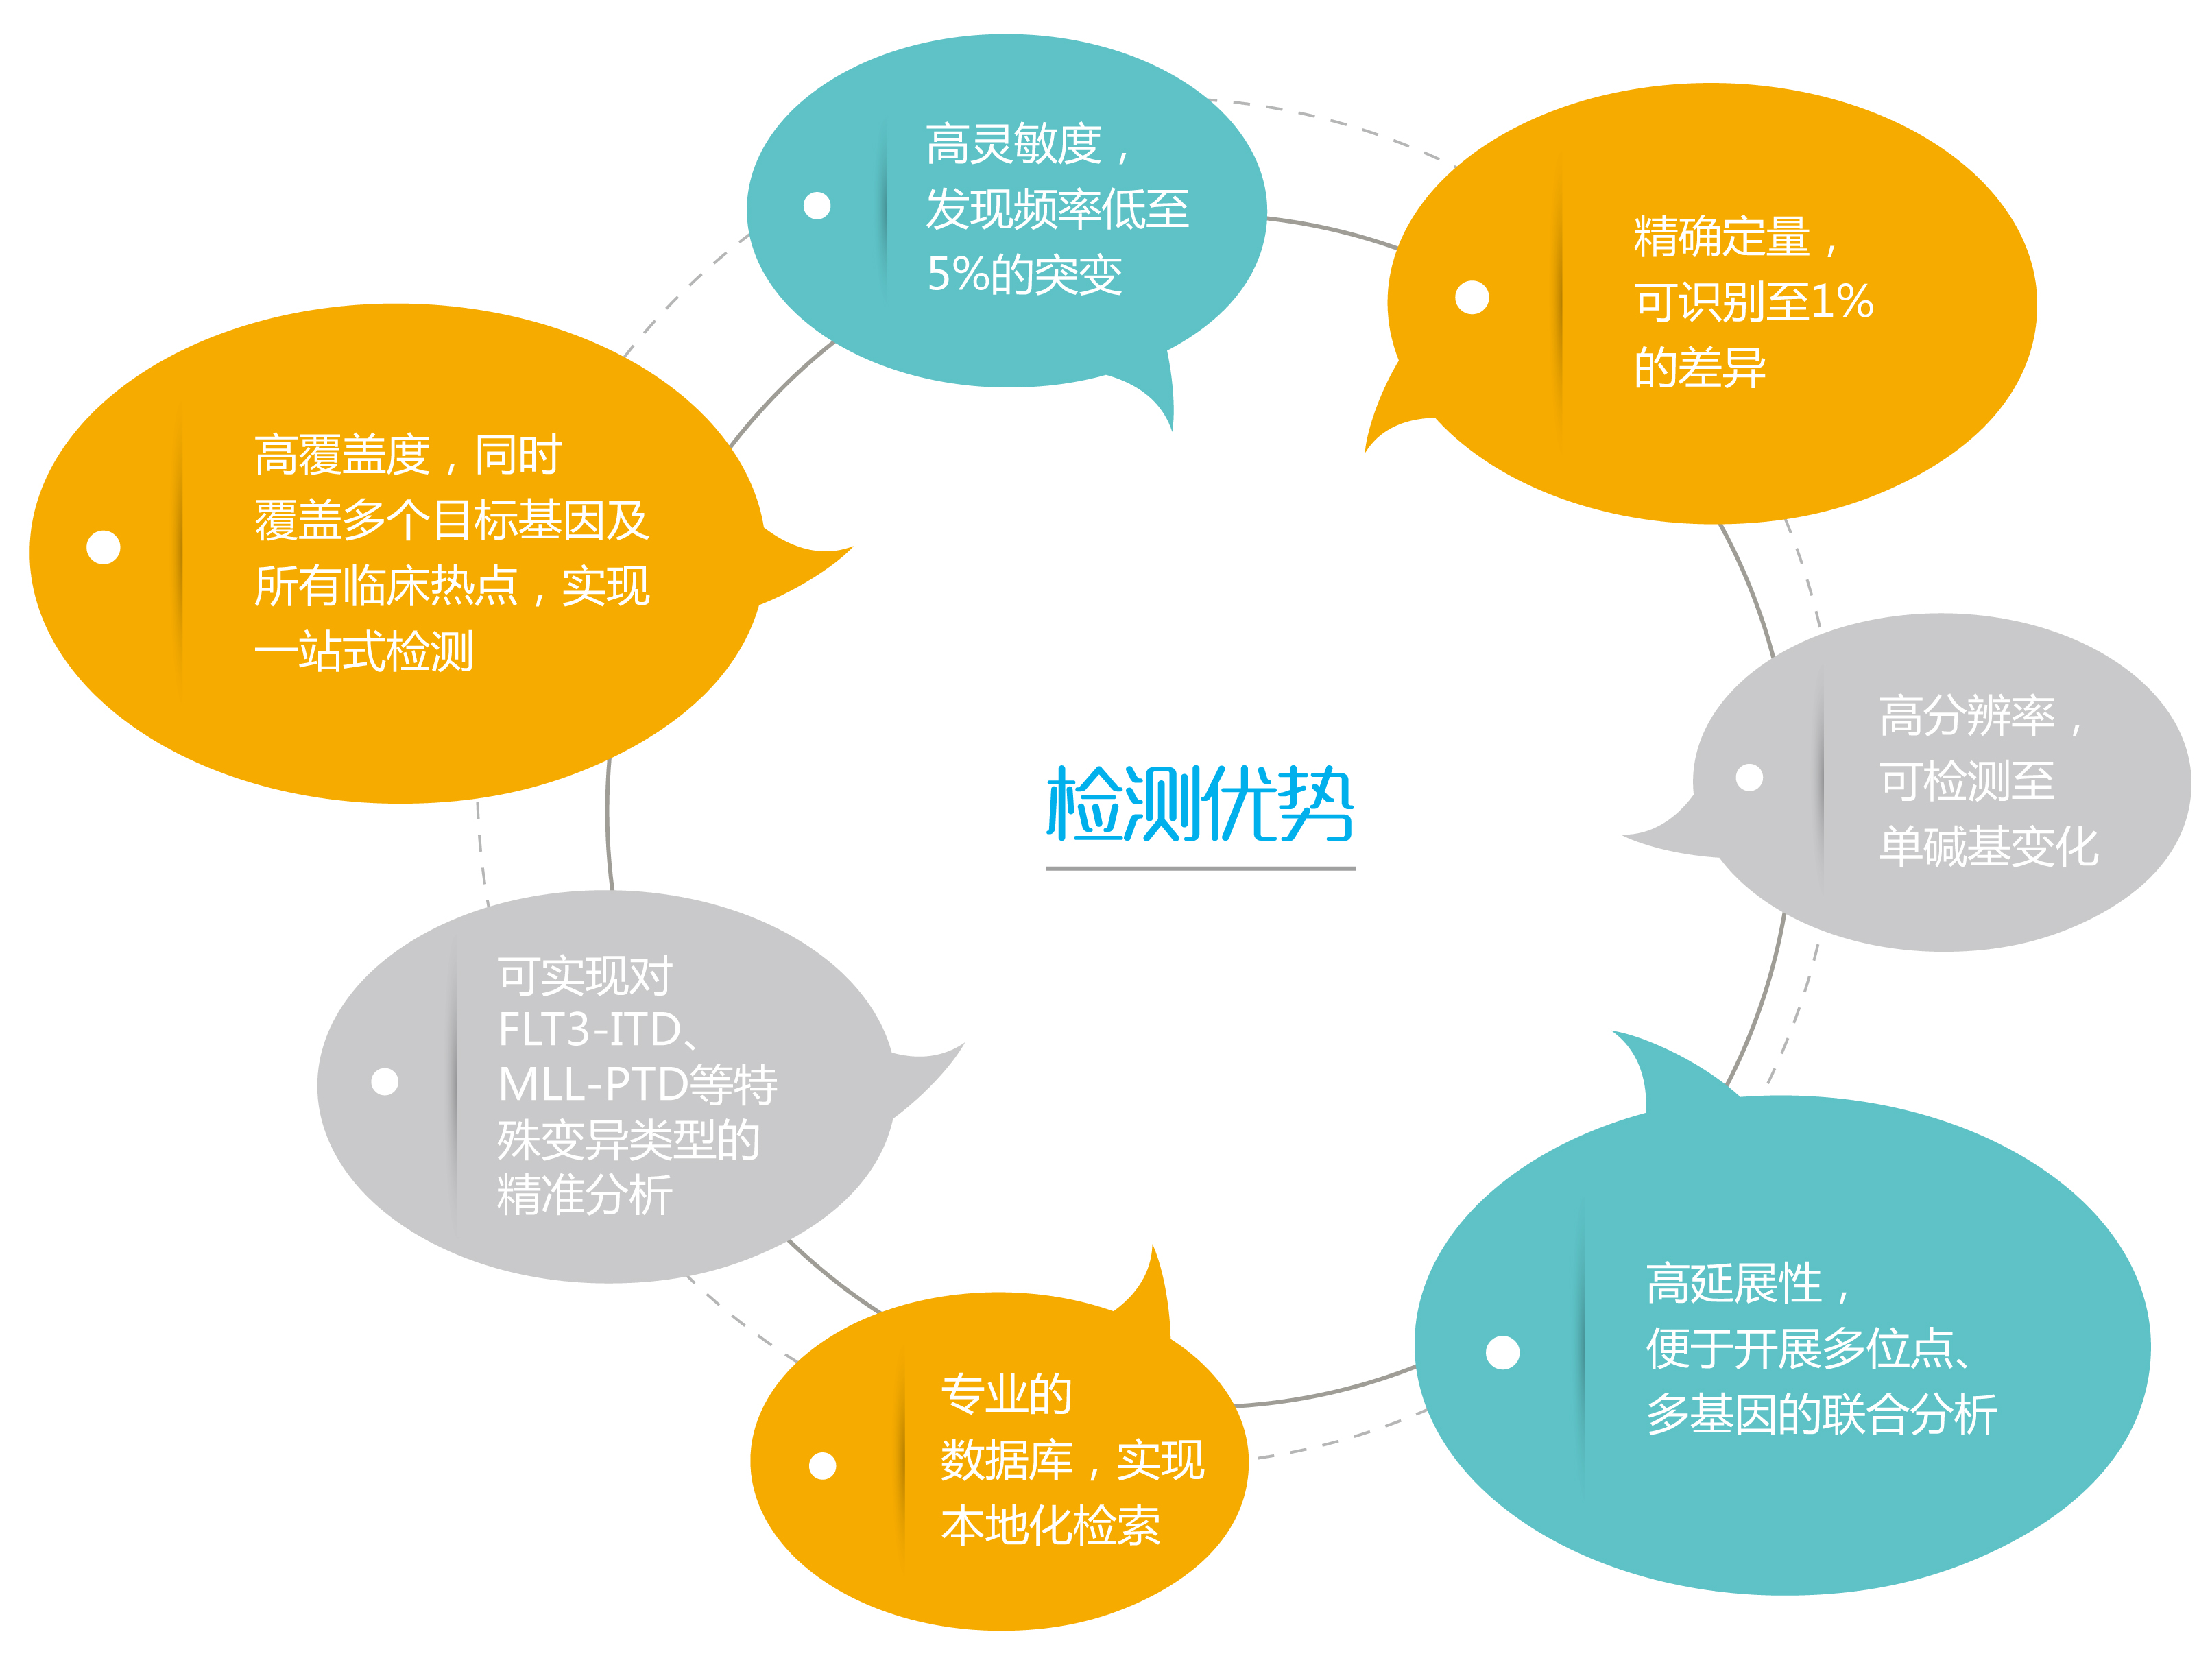 高灵敏度，
发现频率低至
5%的突变
精确定量，
可识别至1%
的差异
高覆盖度，同时
覆盖多个目标示基因及
所有临床热点，实现
一站式检测
高分辨率，
可检测至
单碱基变化
检测优势
可实现对
FLT3-ITD、
MLL-PTD等特
殊变异类型的
精准分析
高延展性，
便于开展多位点、
多基因的联合分析
专业的
数据库，实现
本地化检索